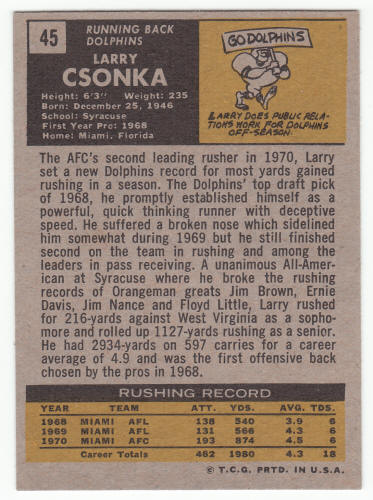 45
RUNNING BACK
DOLPHINS
LARRY
CSONKA
Height: 6'3" Weight: 235
Born: December 25, 1946
School: Syracuse
First Year Pro: 1968
Home: Miami, Florida
GO DOLPHINS
LARRY DOES PUBLIC RELA-
TIONS WORK FOR DOLPHINS
OFF-SEASON.
The AFC's second leading rusher in 1970, Larry
set a new Dolphins record for most yards gained
rushing in a season. The Dolphins' top draft pick
of 1968, he promptly established himself as a
powerful, quick thinking runner with deceptive
speed. He suffered a broken nose which sidelined
him somewhat during 1969 but he still finished
second on the team in rushing and among the
leaders in pass receiving. A unanimous All-Amer-
ican at Syracuse where he broke the rushing
records of Orangeman greats Jim Brown, Ernie
Davis, Jim Nance and Floyd Little, Larry rushed
for 216-yards against West Virginia as a sopho-
more and rolled up 1127-yards rushing as a senior.
He had 2934-yards on 597 carries for a career
average of 4.9 and was the first offensive back
chosen by the pros in 1968.
RUSHING RECORD
YEAR TEAM ATT. YDS. AVG. TDS.
1968 MIAMI AFL 138 540 3.9 6
1969 MIAMI AFL 131 566 4.3 6
1970 MIAMI AFC 193 874 4.5 6
Career Totals 462 1980 4.3 18
© T.C.G. PRTD. IN U.S.A.